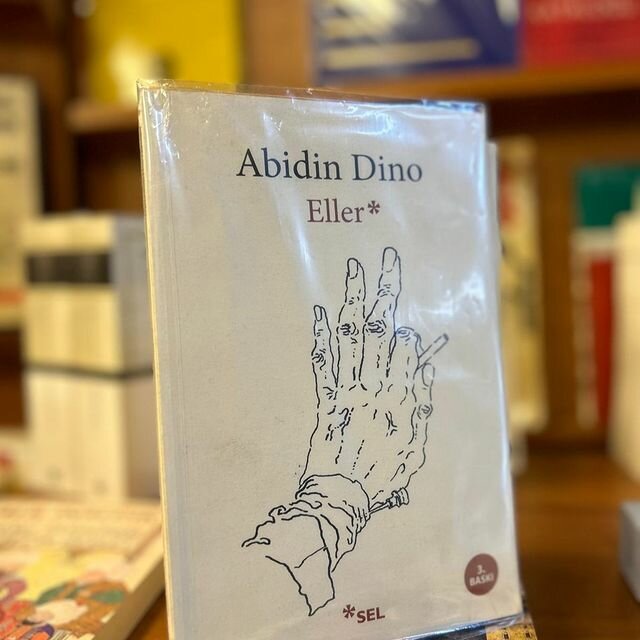 Abidin Dino
Eller*
3.
BASKI
*SEL